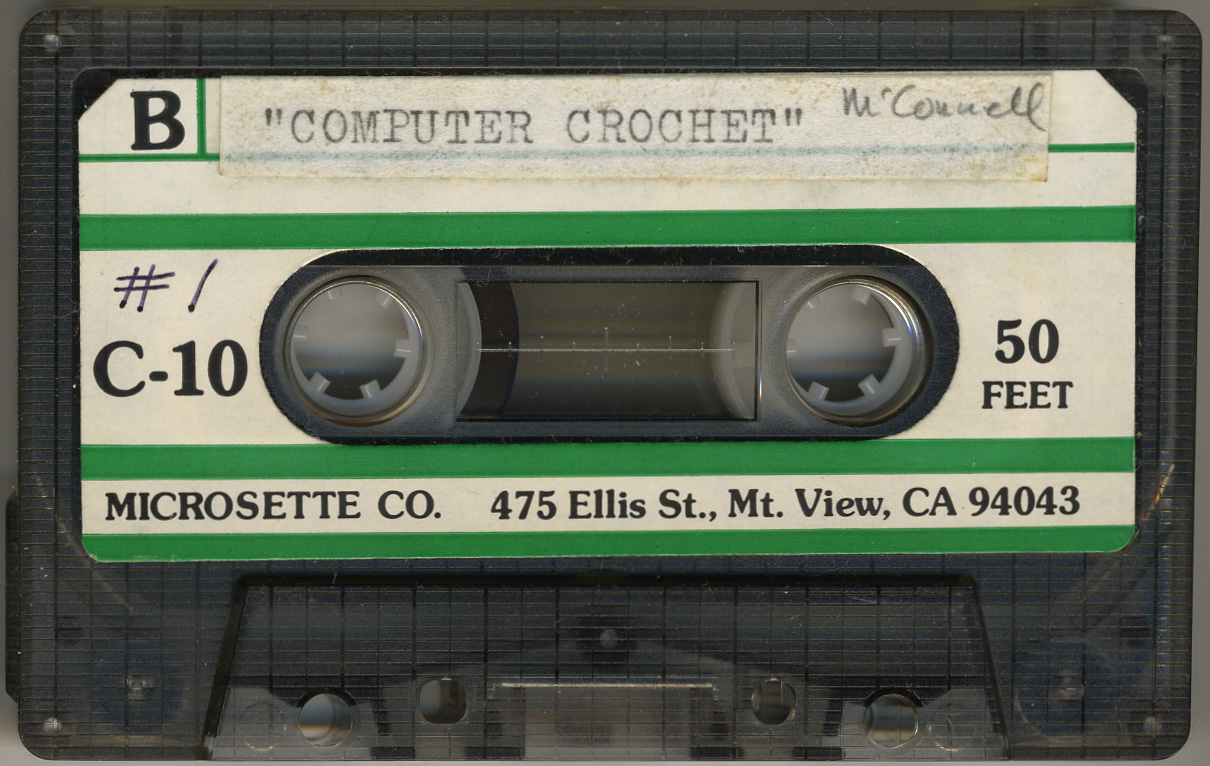 B "COMPUTER CROCHET" McConnell
# 1
C-10
50
FEET
MICROSETTE CO. 475 Ellis St., Mt. View, CA 94043